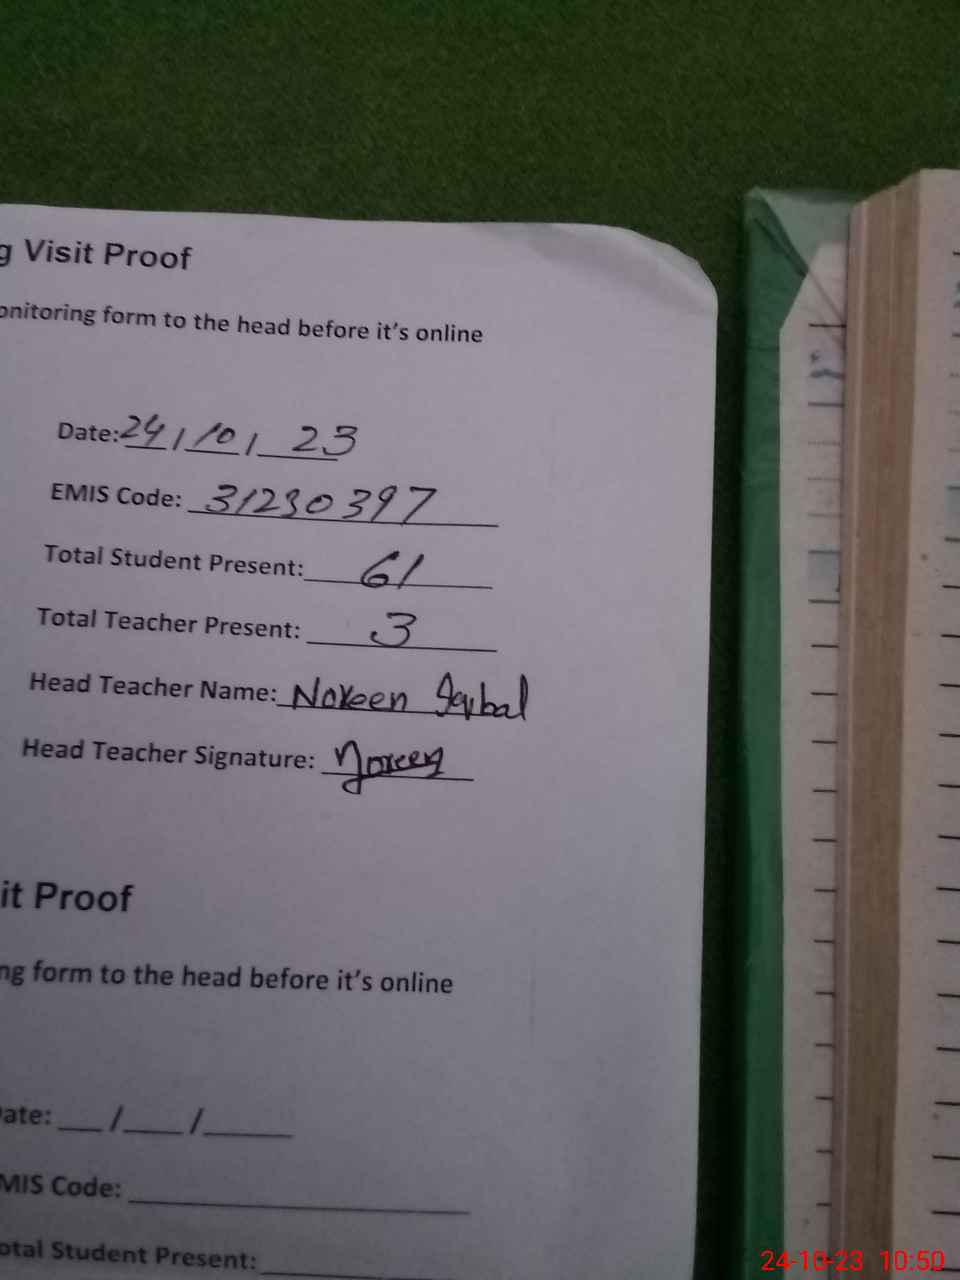 g Visit Proof
onitoring form to the head before it's online
Date: 24/10/23
EMIS Code: 31230397
Total Student Present: 61
Total Teacher Present: 3
Head Teacher Name: Noreen Iqbal
Head Teacher Signature: Noreen
it Proof
ng form to the head before it's online
ate: __/__/__
MIS Code:
otal Student Present:
24-10-23 10:50